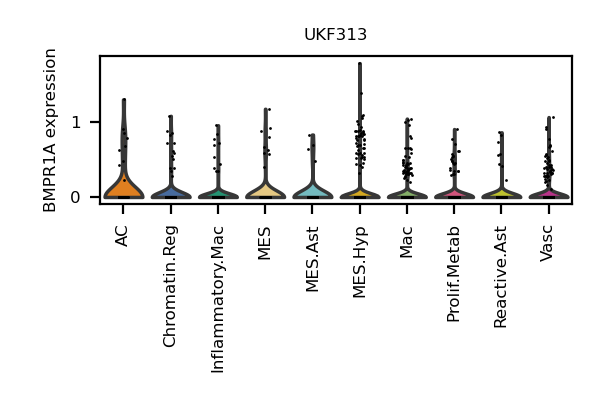 UKF313
BMPR1A expression
1
0
AC
Chromatin.Reg
Inflammatory.Mac
MES
MES.Ast
MES.Hyp
Mac
Prolif.Metab
Reactive.Ast
Vasc